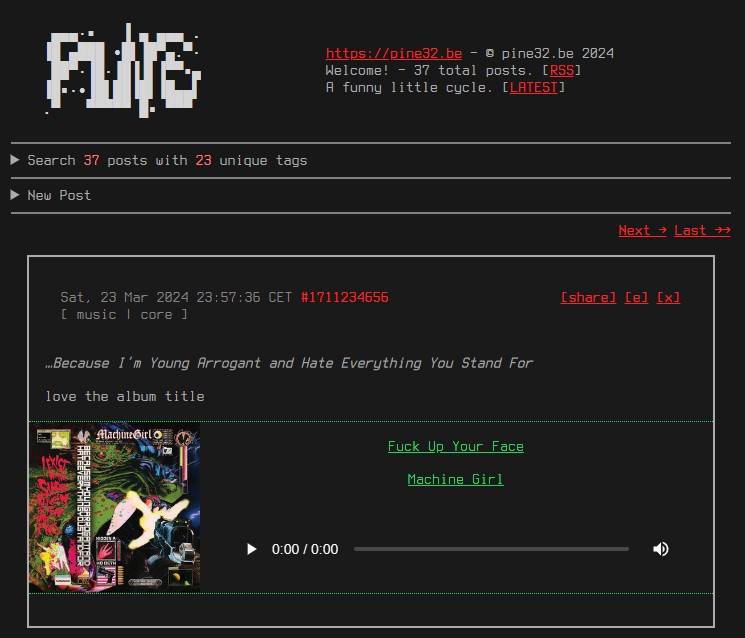 https://pine32.be - © pine32.be 2024
Welcome! - 37 total posts. [RSS]
A funny little cycle. [LATEST]
▶ Search 37 posts with 23 unique tags
▶ New Post
Next → Last →→
Sat, 23 Mar 2024 23:57:36 CET #1711234656 [share] [e] [x]
[ music | core ]
…Because I'm Young Arrogant and Hate Everything You Stand For
love the album title
MachineGirl
BECAUSEIMYOUNGARROGANTAND
HATEEVERYTHINGYOUSTANDFOR
Fuck Up Your Face
Machine Girl
0:00 / 0:00